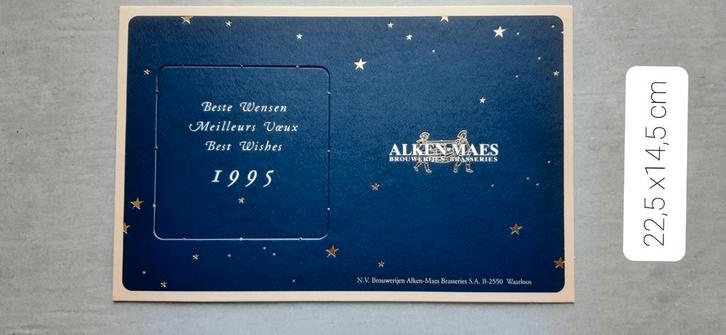 Beste Wensen
Meilleurs Vœux
Best Wishes
1995
ALKEN-MAES
BROUWERIJEN-BRASSERIES
N.V. Brouwerijen Alken-Maes Brasseries S.A. B-2550 Waarloos
22,5 x14,5 cm